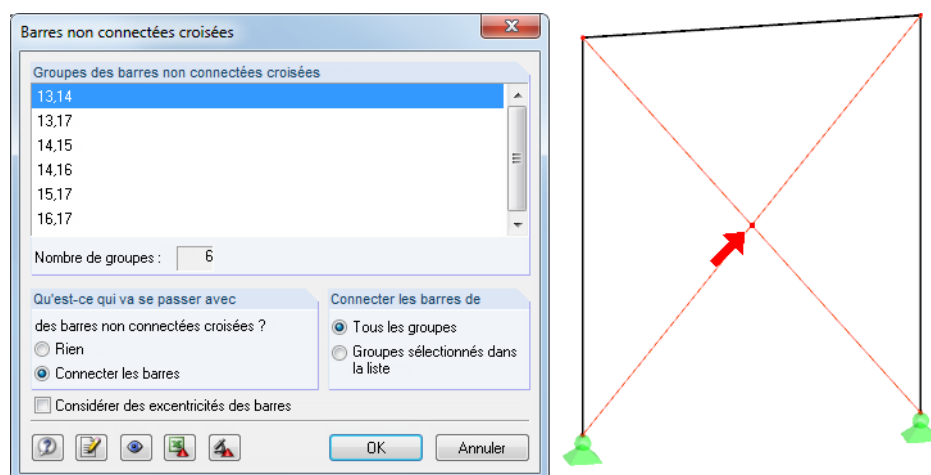 Barres non connectées croisées
Groupes des barres non connectées croisées
13,14
13,17
14,15
14,16
15,17
16,17
Nombre de groupes : 6
Qu'est-ce qui va se passer avec
des barres non connectées croisées ?
Rien
Connecter les barres
Connecter les barres de
Tous les groupes
Groupes sélectionnés dans
la liste
Considérer des excentricités des barres
OK
Annuler